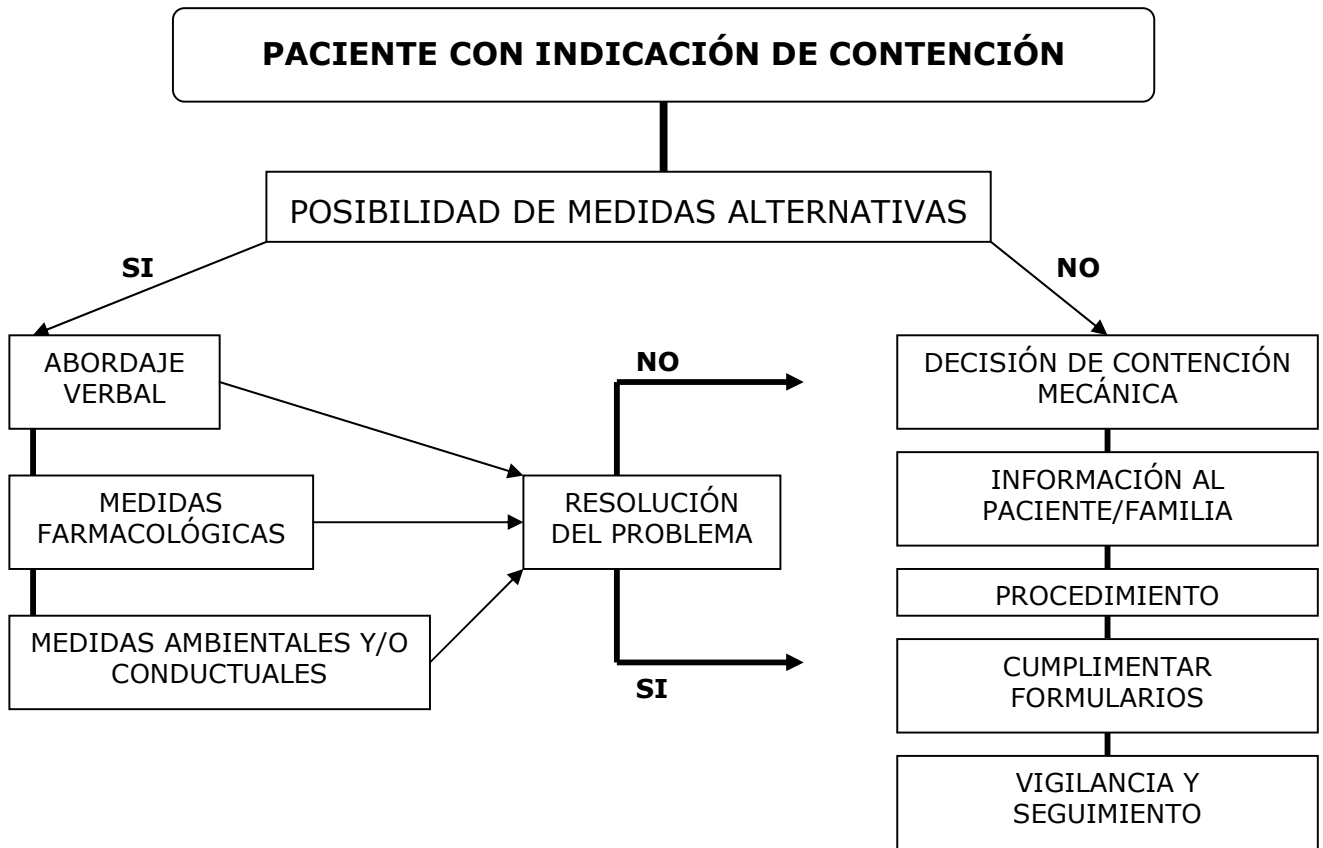 PACIENTE CON INDICACIÓN DE CONTENCIÓN
POSIBILIDAD DE MEDIDAS ALTERNATIVAS
SI
NO
ABORDAJE
VERBAL
MEDIDAS
FARMACOLÓGICAS
MEDIDAS AMBIENTALES Y/O
CONDUCTUALES
NO
RESOLUCIÓN
DEL PROBLEMA
SI
DECISIÓN DE CONTENCIÓN
MECÁNICA
INFORMACIÓN AL
PACIENTE/FAMILIA
PROCEDIMIENTO
CUMPLIMENTAR
FORMULARIOS
VIGILANCIA Y
SEGUIMIENTO